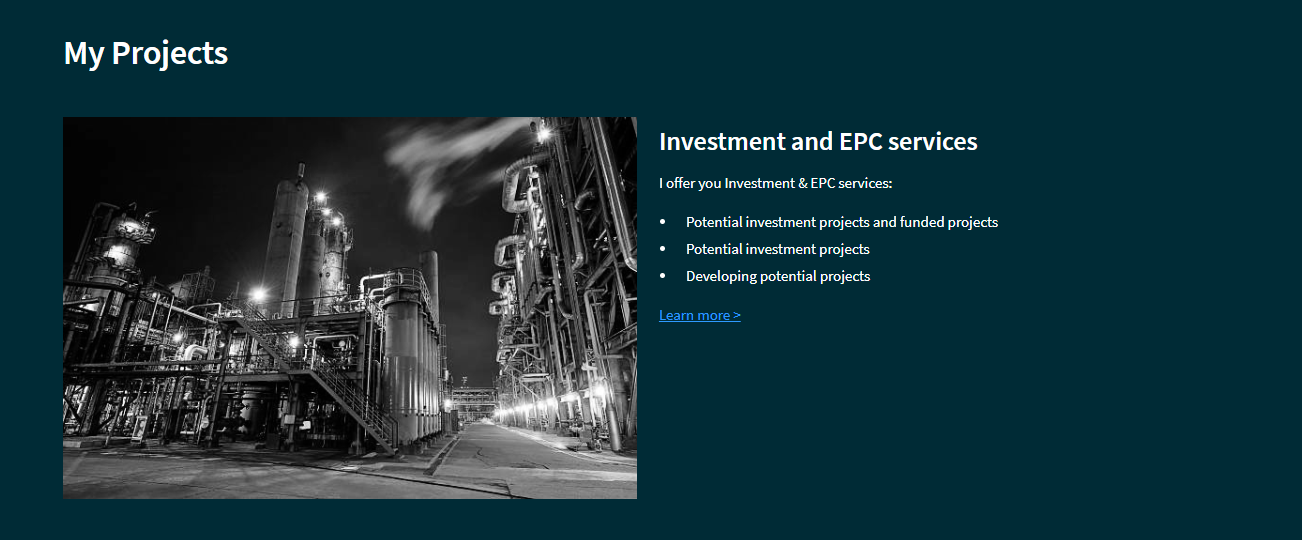 My Projects
Investment and EPC services
I offer you Investment & EPC services:
• Potential investment projects and funded projects
• Potential investment projects
• Developing potential projects
Learn more >